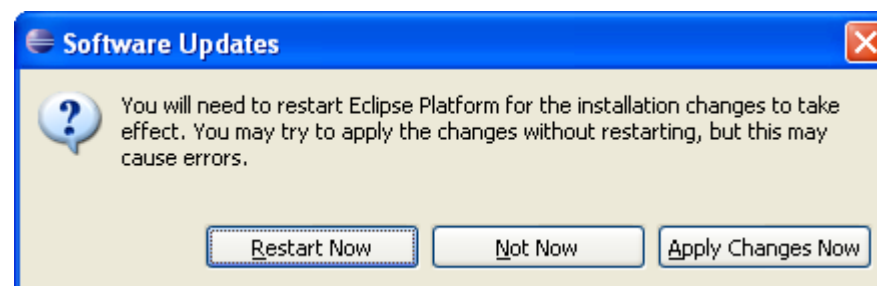 Software Updates
You will need to restart Eclipse Platform for the installation changes to take
effect. You may try to apply the changes without restarting, but this may
cause errors.
Restart Now Not Now Apply Changes Now